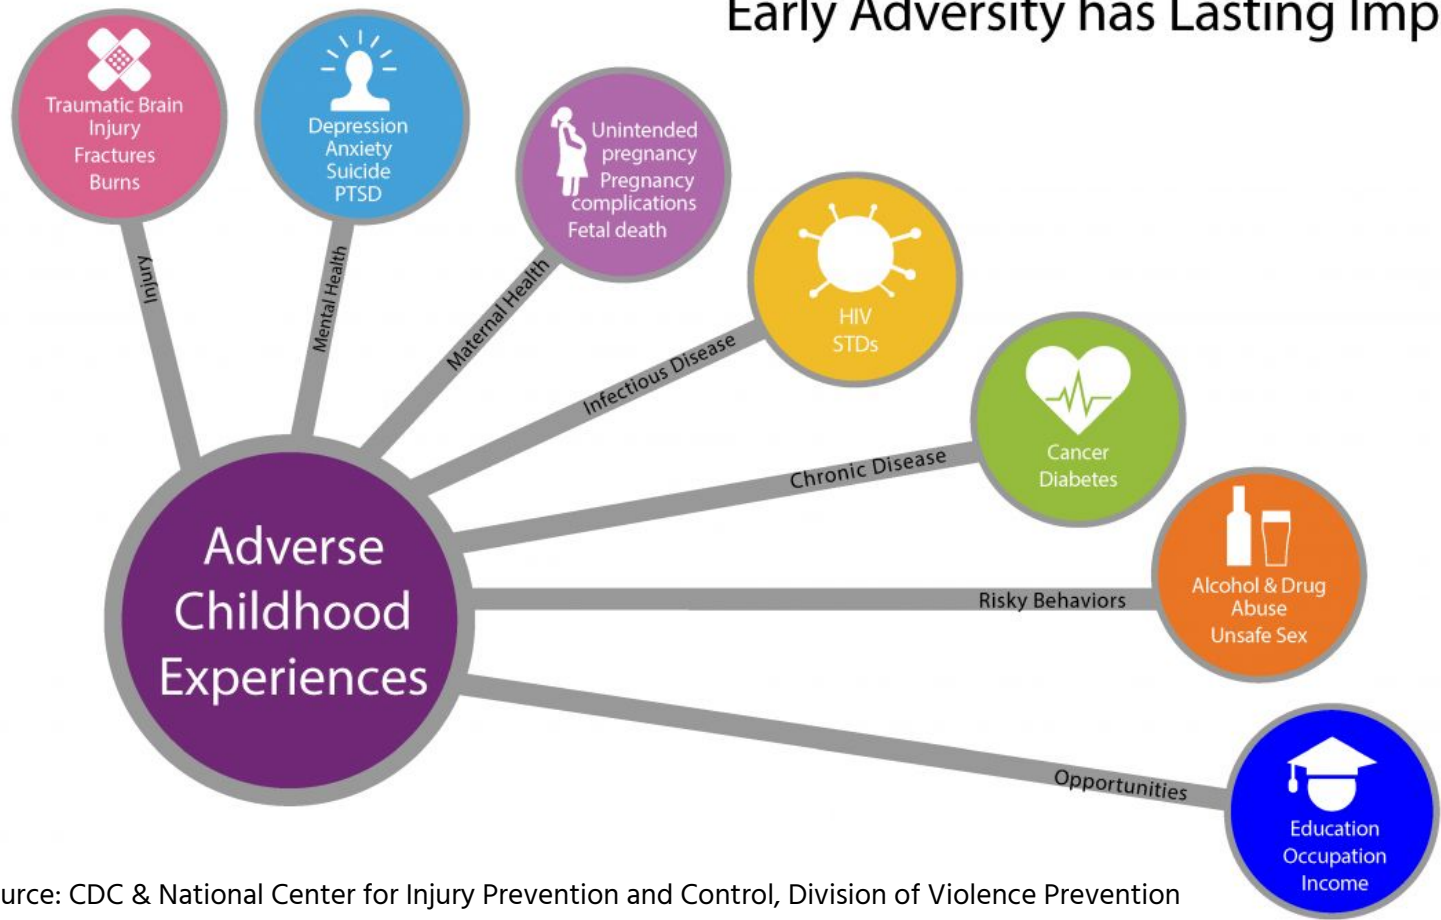 Early Adversity has Lasting Imp
Traumatic Brain
Injury
Fractures
Burns
Depression
Anxiety
Suicide
PTSD
Unintended
pregnancy
Pregnancy
complications
Fetal death
HIV
STDs
Cancer
Diabetes
Alcohol & Drug
Abuse
Unsafe Sex
Education
Occupation
Income
Injury
Mental Health
Maternal Health
Infectious Disease
Chronic Disease
Risky Behaviors
Opportunities
Adverse
Childhood
Experiences
urce: CDC & National Center for Injury Prevention and Control, Division of Violence Prevention